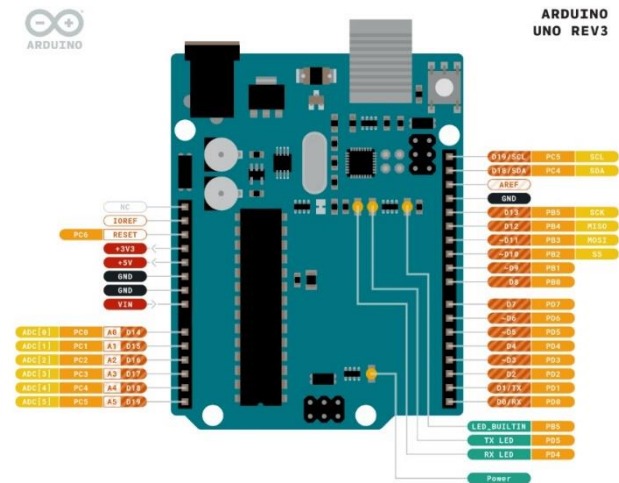 ARDUINO
ARDUINO
UNO REV3
NC
IOREF
PC6 RESET
+3V3
+5V
GND
GND
VIN
ADC[0] PC0 A0 D14
ADC[1] PC1 A1 D15
ADC[2] PC2 A2 D16
ADC[3] PC3 A3 D17
ADC[4] PC4 A4 D18
ADC[5] PC5 A5 D19
D19/SCL PC5 SCL
D18/SDA PC4 SDA
AREF
GND
D13 PB5 SCK
D12 PB4 MISO
~D11 PB3 MOSI
~D10 PB2 SS
~D9 PB1
D8 PB0
D7 PD7
~D6 PD6
~D5 PD5
D4 PD4
~D3 PD3
D2 PD2
D1/TX PD1
D0/RX PD0
LED_BUILTIN PB5
TX LED PD5
RX LED PD4
Power